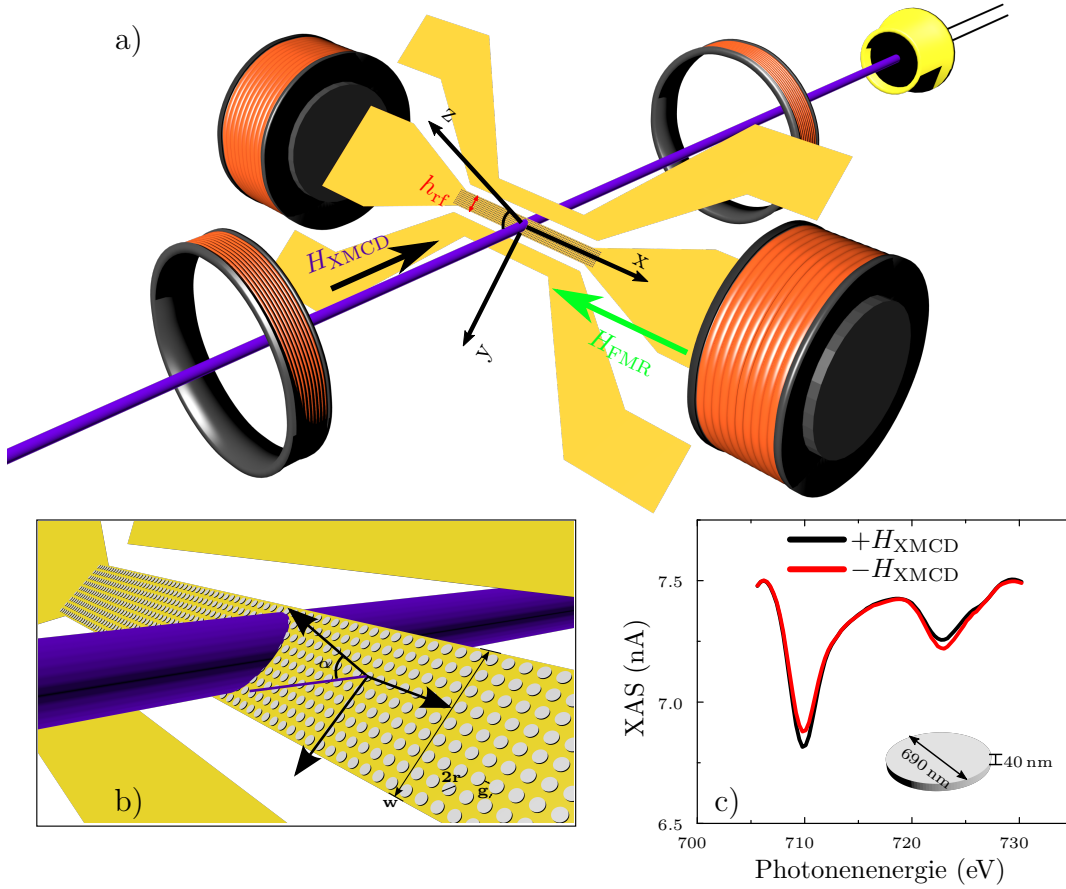 a)
z
h_rf
H_XMCD
x
y
H_FMR
b)
α
2r
g
w
+H_XMCD
−H_XMCD
7.5
7.0
6.5
XAS (nA)
690 nm
40 nm
c)
700
710
720
730
Photonenenergie (eV)